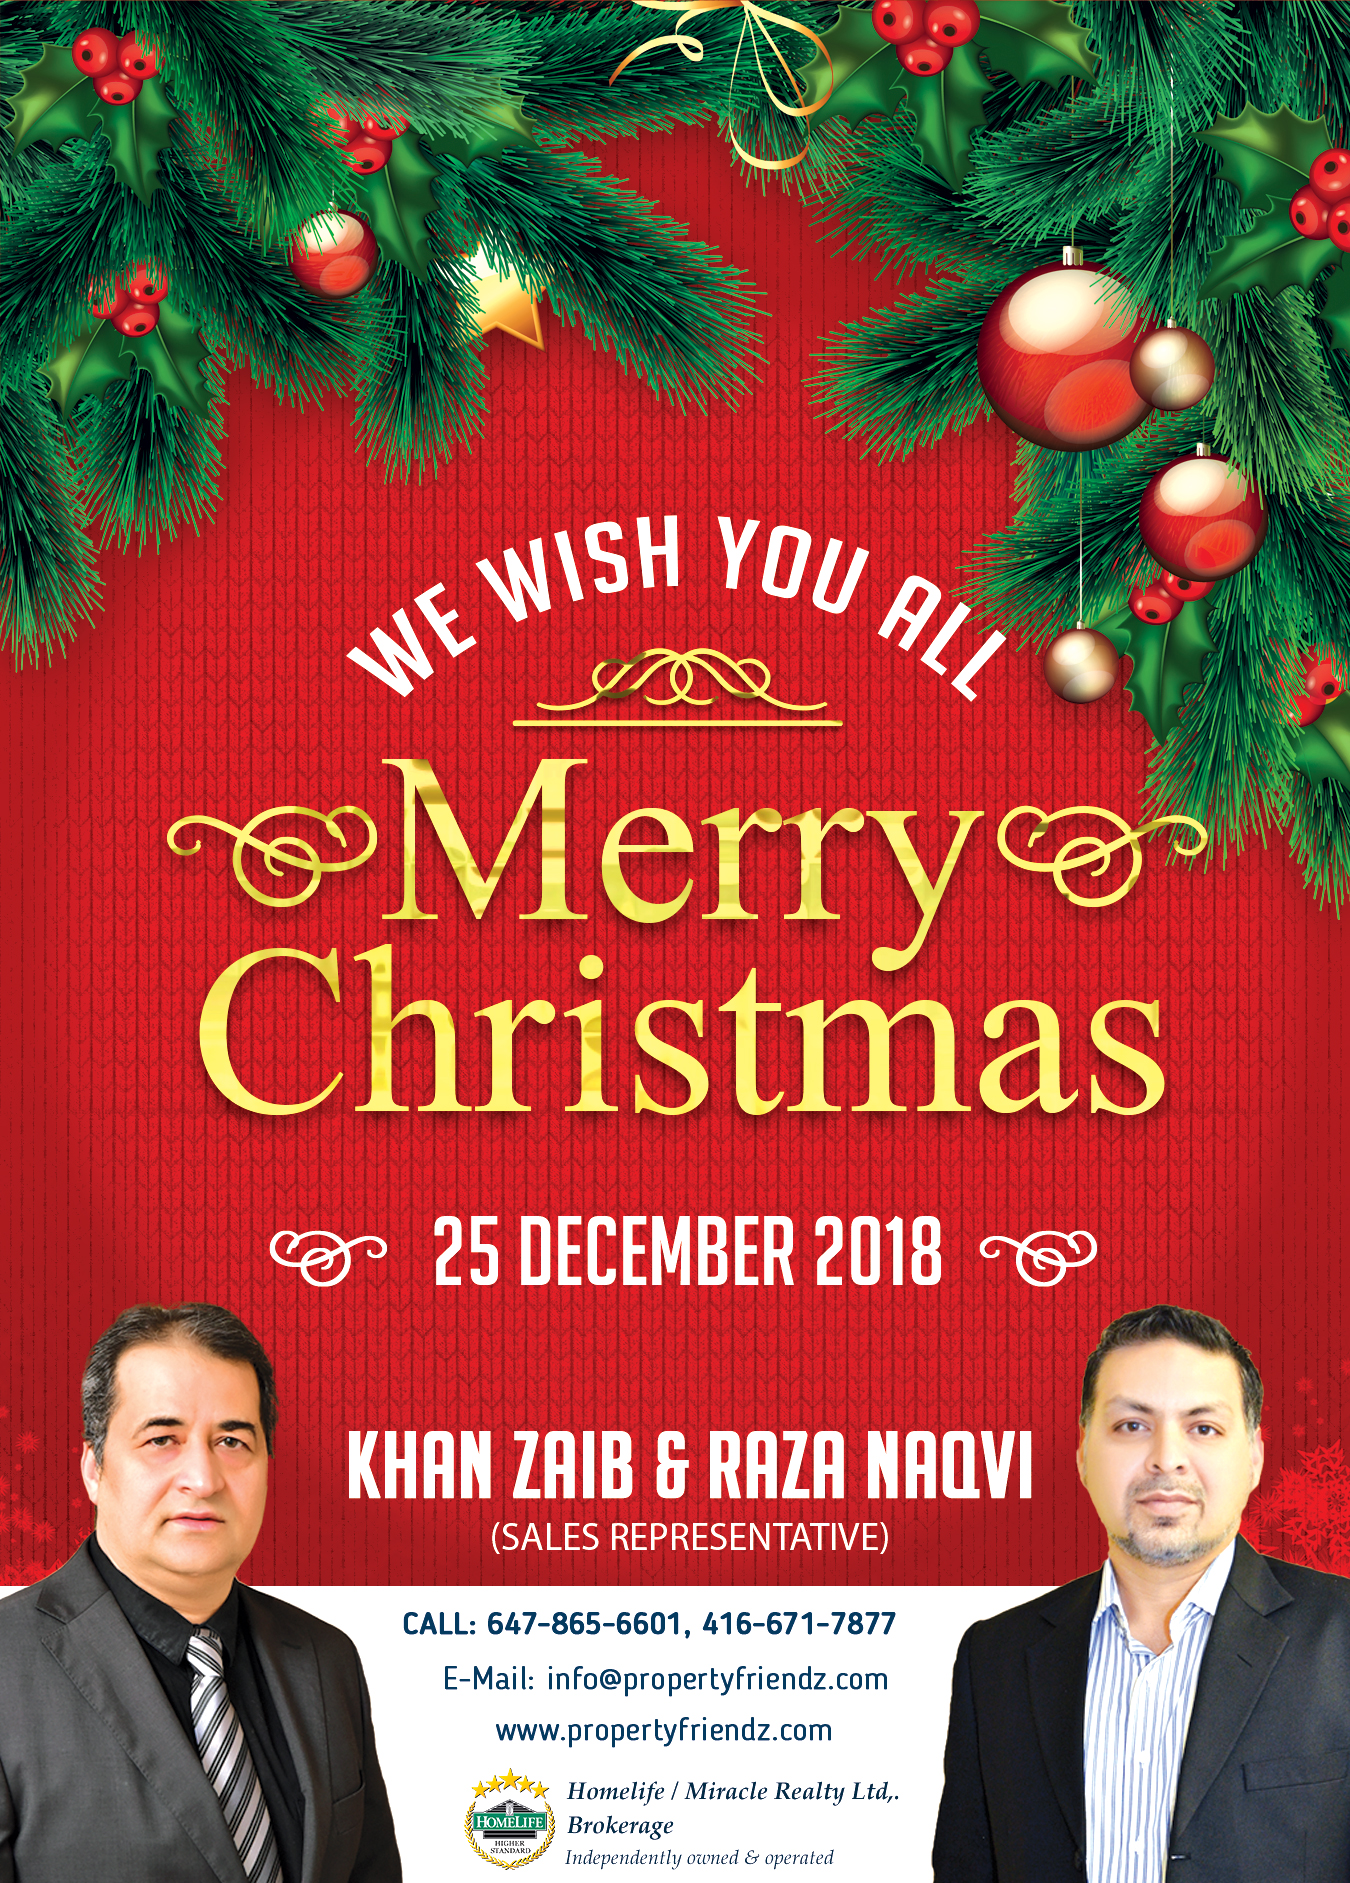 WE WISH YOU ALL
Merry
Christmas
25 DECEMBER 2018
KHAN ZAIB & RAZA NAQVI
(SALES REPRESENTATIVE)
CALL: 647-865-6601, 416-671-7877
E-Mail: info@propertyfriendz.com
www.propertyfriendz.com
Homelife / Miracle Realty Ltd,.
Brokerage
Independently owned & operated
HOMELIFE
HIGHER
STANDARD